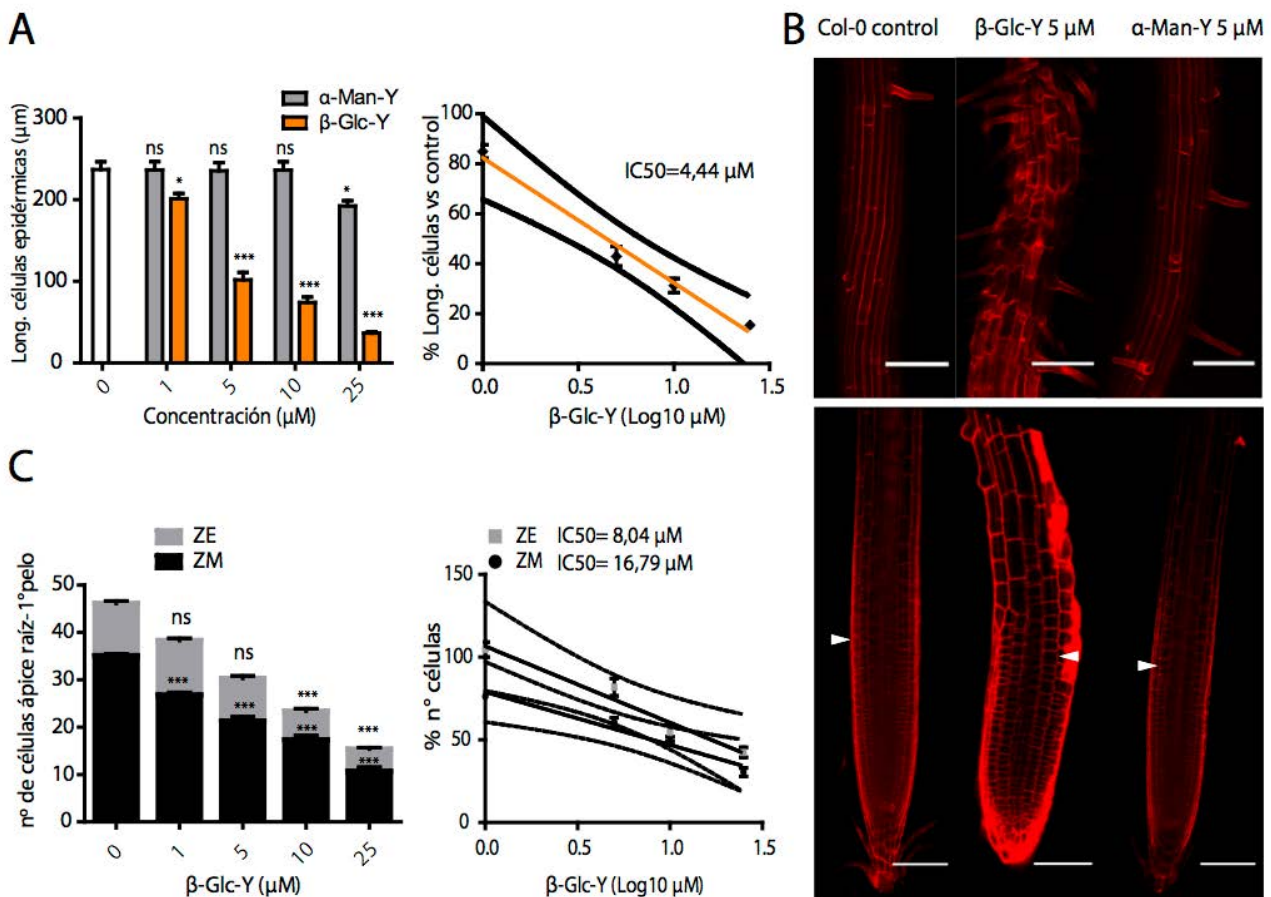 A
B
Col-0 control
β-Glc-Y 5 µM
α-Man-Y 5 µM
α-Man-Y
β-Glc-Y
Long. células epidérmicas (µm)
300
200
100
0
ns
*
ns
***
ns
***
*
***
0
1
5
10
25
Concentración (µM)
% Long. células vs control
100
80
60
40
20
0
IC50=4,44 µM
0.0
0.5
1.0
1.5
β-Glc-Y (Log10 µM)
C
ZE
ZM
nº de células ápice raíz-1°pelo
50
40
30
20
10
0
ns
***
ns
***
***
***
***
***
0
1
5
10
25
β-Glc-Y (µM)
ZE IC50= 8,04 µM
ZM IC50= 16,79 µM
% n° células
150
100
50
0
0.0
0.5
1.0
1.5
β-Glc-Y (Log10 µM)